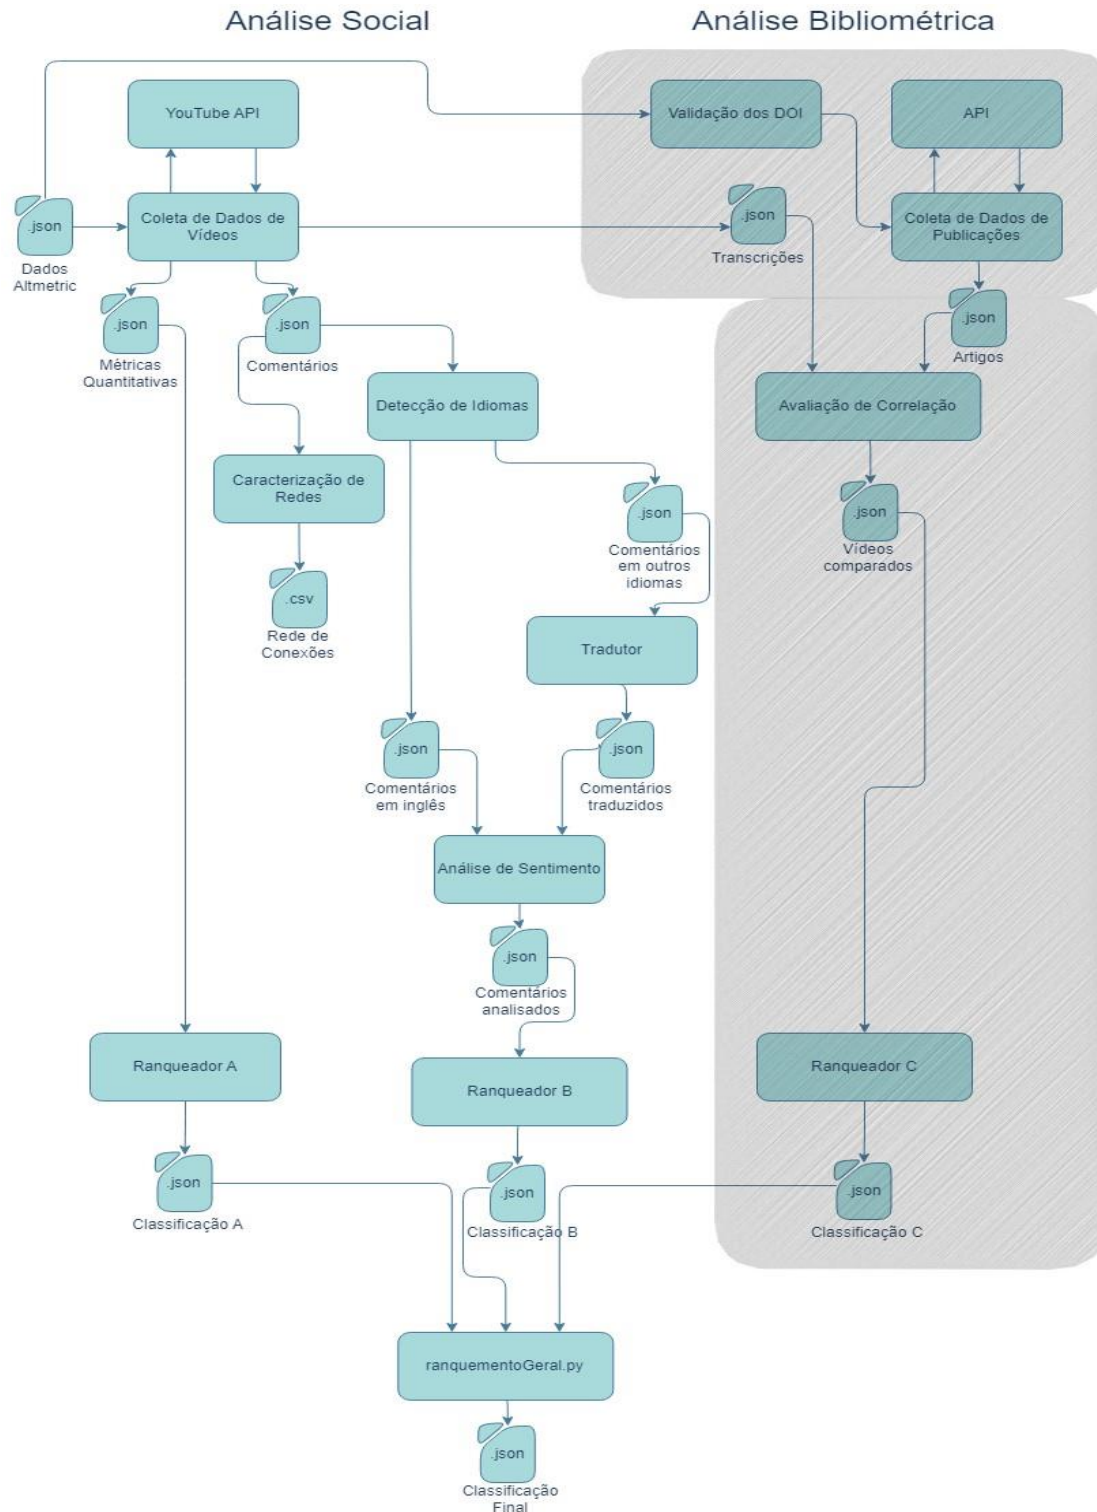 Análise Social
Análise Bibliométrica
YouTube API
Validação dos DOI
API
.json
Dados
Altmetric
Coleta de Dados de
Vídeos
.json
Transcrições
Coleta de Dados de
Publicações
.json
Métricas
Quantitativas
.json
Comentários
.json
Artigos
Detecção de Idiomas
Avaliação de Correlação
Caracterização de
Redes
.json
Comentários
em outros
idiomas
.json
Vídeos
comparados
.csv
Rede de
Conexões
Tradutor
.json
Comentários
em inglês
.json
Comentários
traduzidos
Análise de Sentimento
.json
Comentários
analisados
Ranqueador A
Ranqueador B
Ranqueador C
.json
Classificação A
.json
Classificação B
.json
Classificação C
ranquementoGeral.py
.json
Classificação
Final